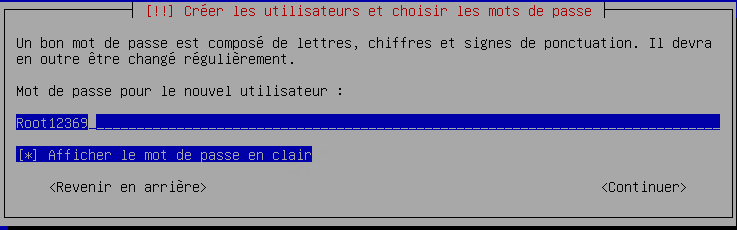 [!!] Créer les utilisateurs et choisir les mots de passe
Un bon mot de passe est composé de lettres, chiffres et signes de ponctuation. Il devra
en outre être changé régulièrement.
Mot de passe pour le nouvel utilisateur :
Root12369
[*] Afficher le mot de passe en clair
<Revenir en arrière> <Continuer>